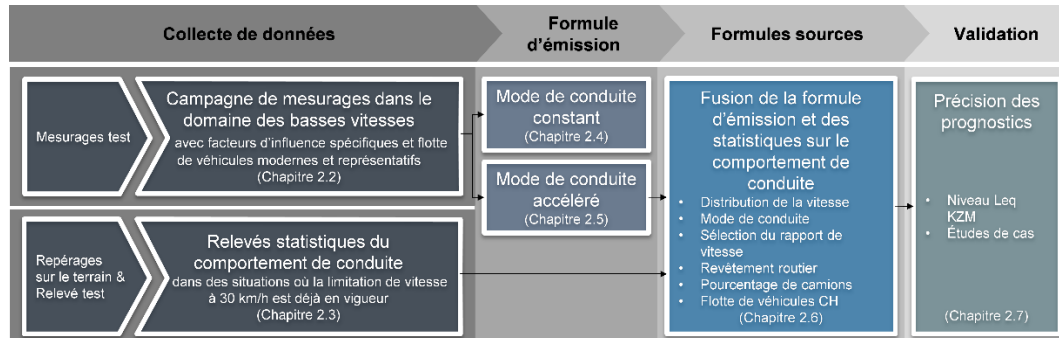 Collecte de données
Formule
d'émission
Formules sources
Validation
Mesurages test
Campagne de mesurages dans le
domaine des basses vitesses
avec facteurs d'influence spécifiques et flotte
de véhicules modernes et représentatifs
(Chapitre 2.2)
Repérages
sur le terrain &
Relevé test
Relevés statistiques du
comportement de conduite
dans des situations où la limitation de vitesse
à 30 km/h est déjà en vigueur
(Chapitre 2.3)
Mode de conduite
constant
(Chapitre 2.4)
Mode de conduite
accéléré
(Chapitre 2.5)
Fusion de la formule
d'émission et des
statistiques sur le
comportement de
conduite
• Distribution de la vitesse
• Mode de conduite
• Sélection du rapport de
vitesse
• Revêtement routier
• Pourcentage de camions
• Flotte de véhicules CH
(Chapitre 2.6)
Précision des
prognostics
• Niveau Leq
KZM
• Études de cas
(Chapitre 2.7)